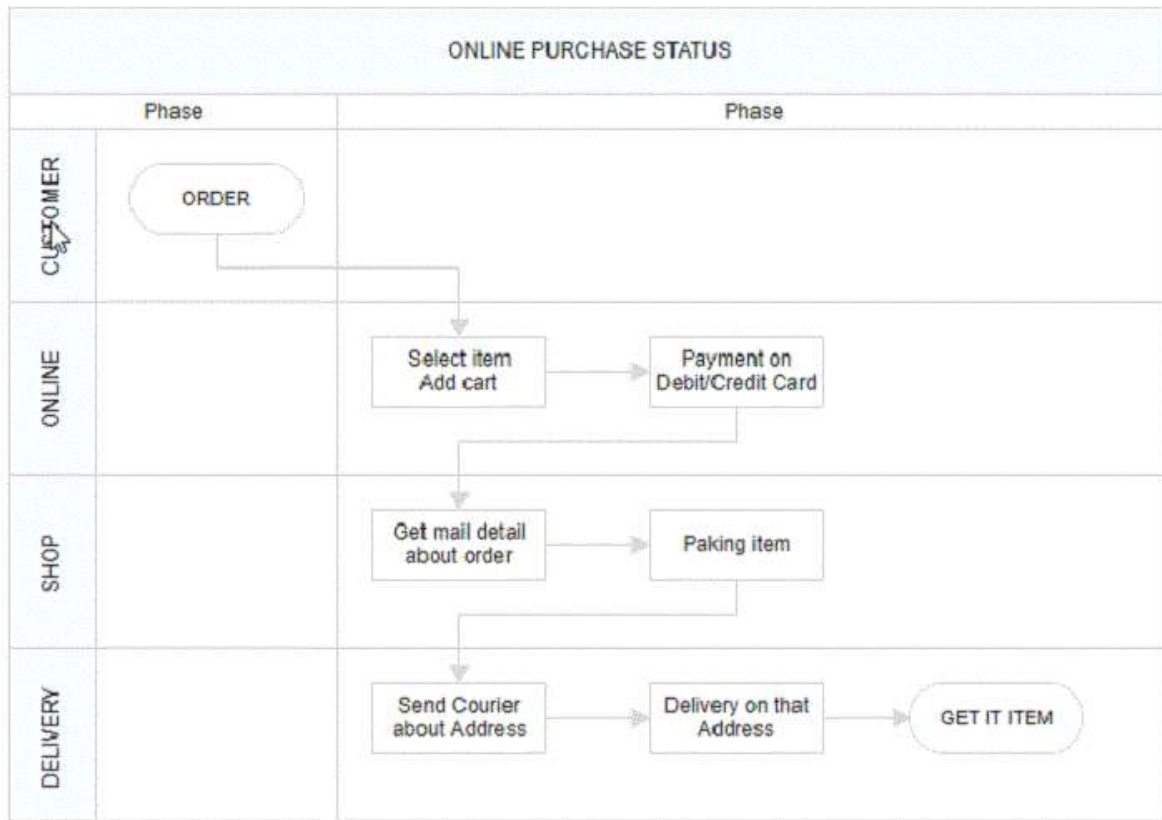 ONLINE PURCHASE STATUS
Phase
Phase
CUSTOMER
ORDER
ONLINE
Select item
Add cart
Payment on
Debit/Credit Card
SHOP
Get mail detail
about order
Paking item
DELIVERY
Send Courier
about Address
Delivery on that
Address
GET IT ITEM